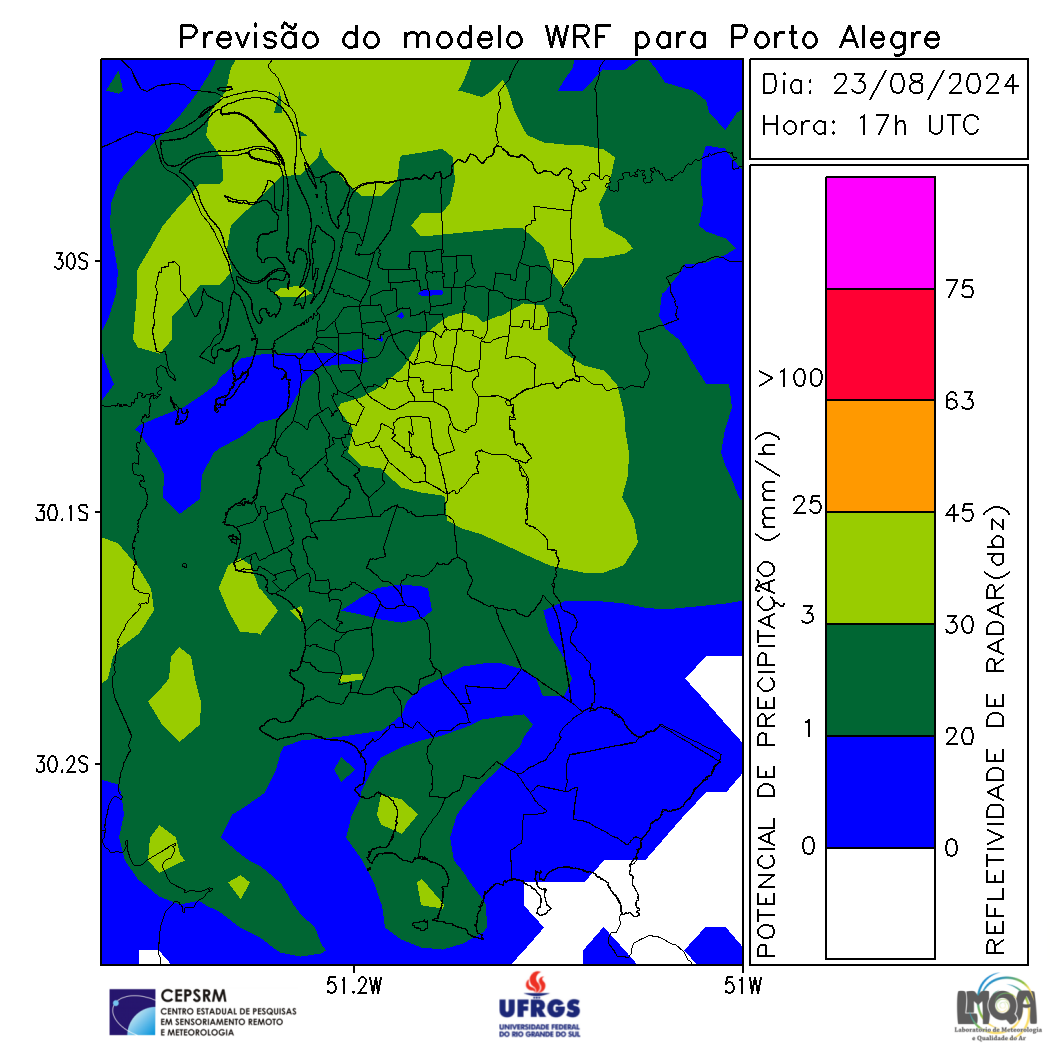 Previsão do modelo WRF para Porto Alegre
Dia: 23/08/2024
Hora: 17h UTC
30S
30.1S
30.2S
51.2W
51W
POTENCIAL DE PRECIPITAÇÃO (mm/h)
>100
25
3
1
0
75
63
45
30
20
0
REFLETIVIDADE DE RADAR(dbz)
CEPSRM
CENTRO ESTADUAL DE PESQUISAS
EM SENSORIAMENTO REMOTO
E METEOROLOGIA
UFRGS
UNIVERSIDADE FEDERAL
DO RIO GRANDE DO SUL
LMQA
Laboratório de Meteorologia
e Qualidade do Ar